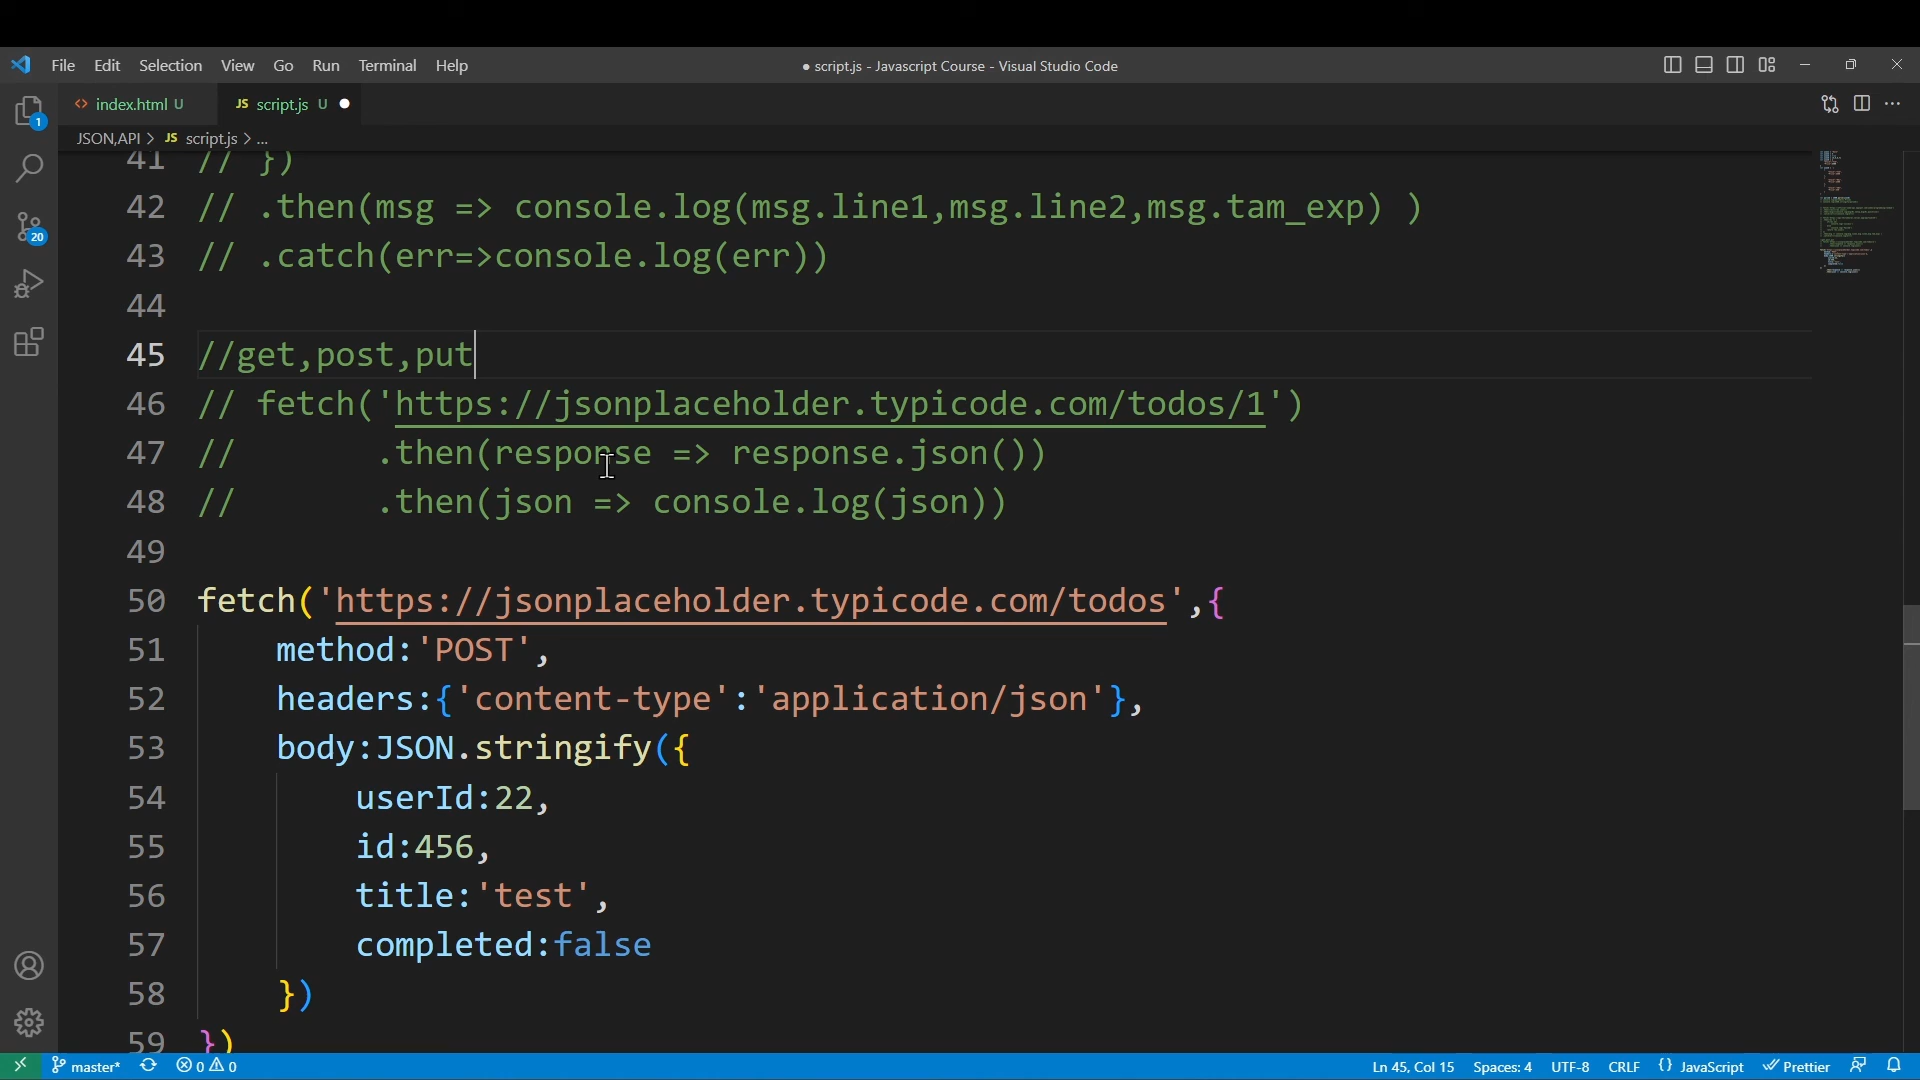 File Edit Selection View Go Run Terminal Help
● script.js - Javascript Course - Visual Studio Code
<> index.html U
JS script.js U ●
JSON,API > JS script.js > ...
1
20
41 // })
42 // .then(msg => console.log(msg.line1,msg.line2,msg.tam_exp) )
43 // .catch(err=>console.log(err))
44
45 //get,post,put
46 // fetch('https://jsonplaceholder.typicode.com/todos/1')
47 //       .then(response => response.json())
48 //       .then(json => console.log(json))
49
50 fetch('https://jsonplaceholder.typicode.com/todos',{
51     method:'POST',
52     headers:{'content-type':'application/json'},
53     body:JSON.stringify({
54         userId:22,
55         id:456,
56         title:'test',
57         completed:false
58     })
59 })
master* 0 0 Ln 45, Col 15 Spaces: 4 UTF-8 CRLF {} JavaScript Prettier